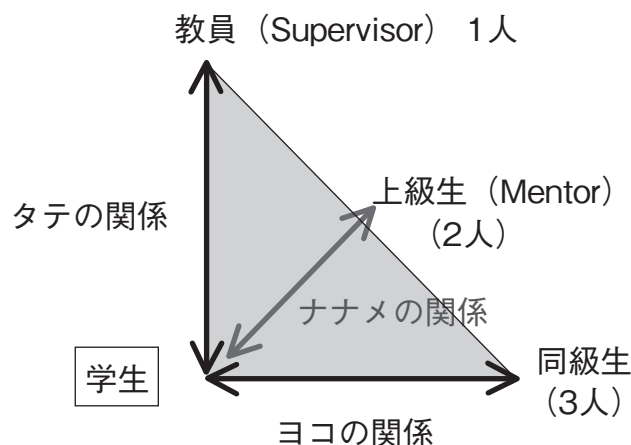 教員（Supervisor） 1人
上級生（Mentor）
（2人）
タテの関係
ナナメの関係
学生
同級生
（3人）
ヨコの関係